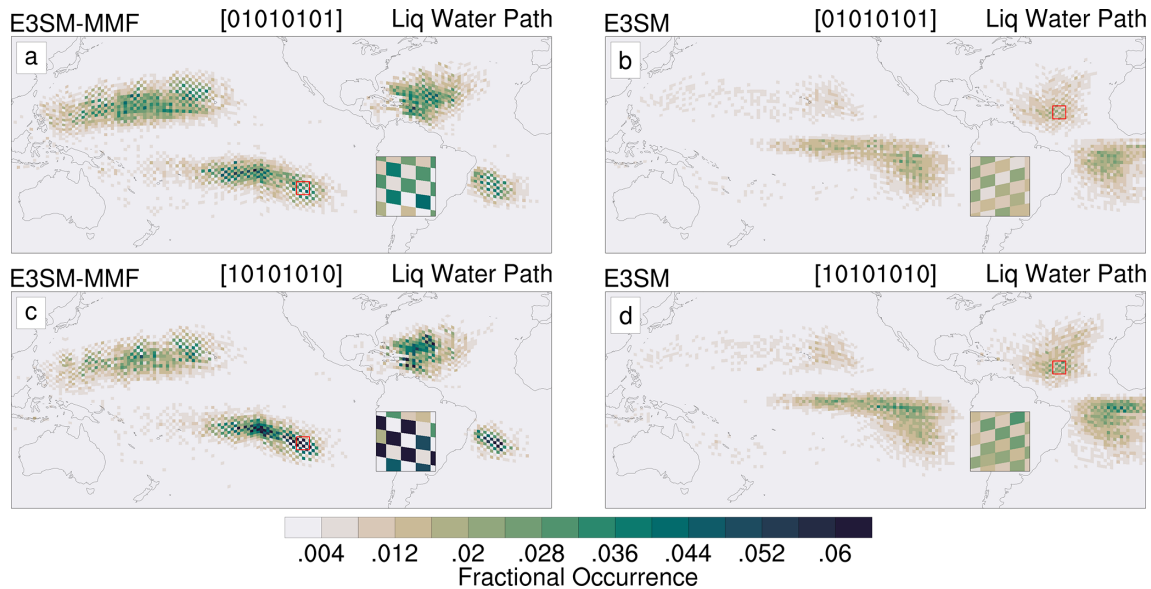 E3SM-MMF [01010101] Liq Water Path
E3SM [01010101] Liq Water Path
a
b
E3SM-MMF [10101010] Liq Water Path
E3SM [10101010] Liq Water Path
c
d
.004 .012 .02 .028 .036 .044 .052 .06
Fractional Occurrence